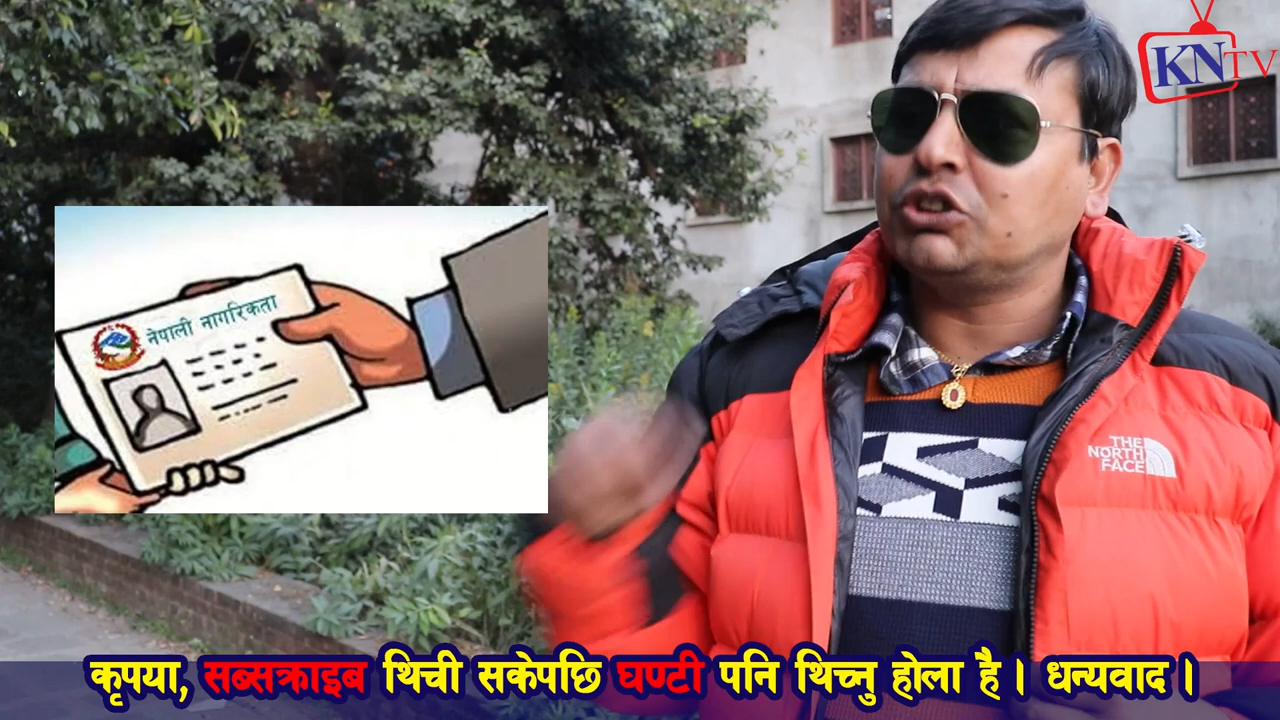 KNTV
नेपाली नागरिकता
THE
NORTH
FACE
कृपया, सब्सक्राइब थिची सकेपछि घण्टी पनि थिच्नु होला है । धन्यवाद ।